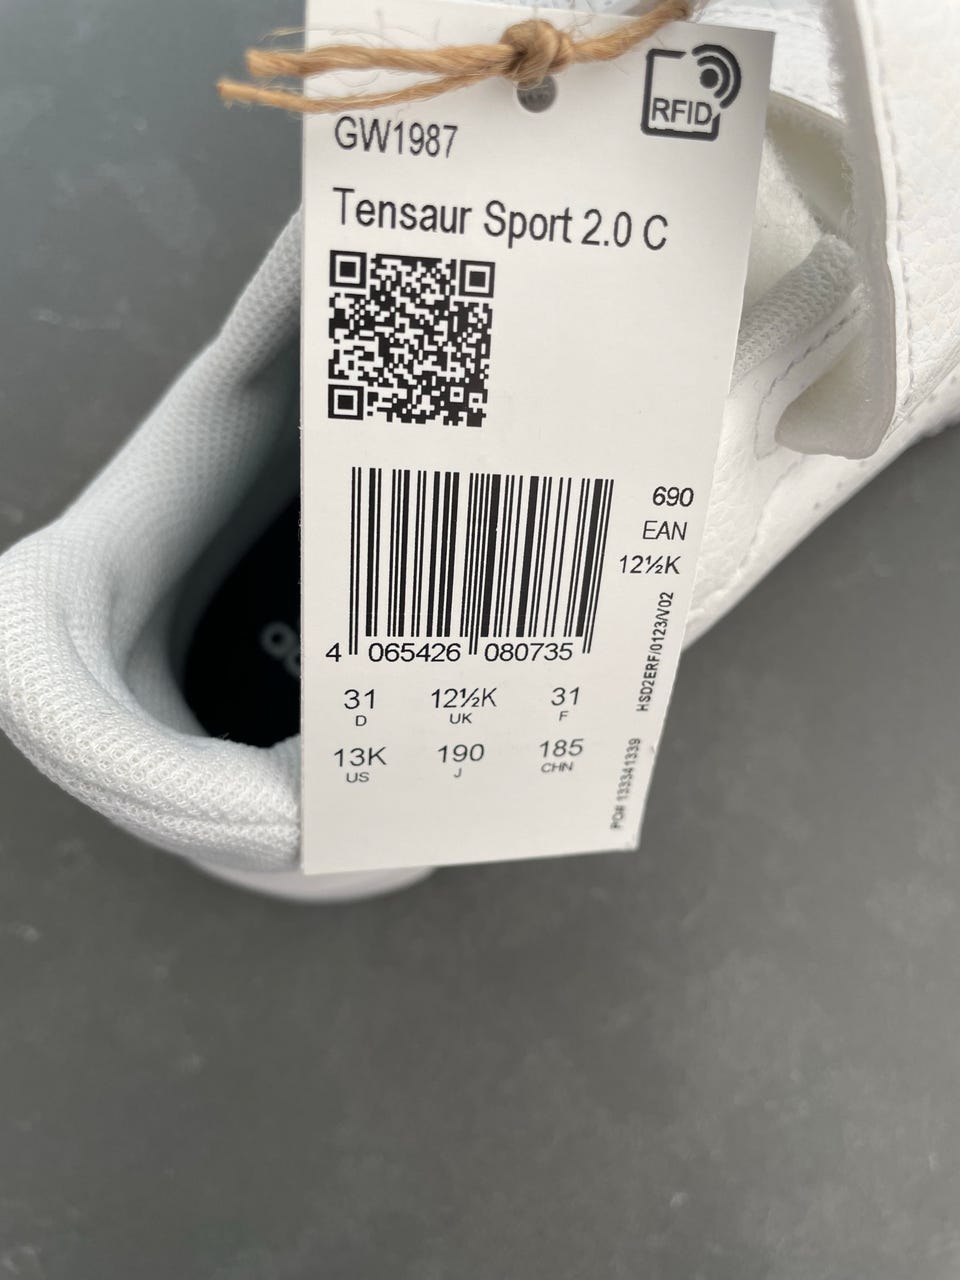 RFID
GW1987
Tensaur Sport 2.0 C
690
EAN
12½K
4 065426 080735
31 12½K 31
D UK F
13K 190 185
US J CHN
HSD2ERF/0123/V02
PO# 133341339